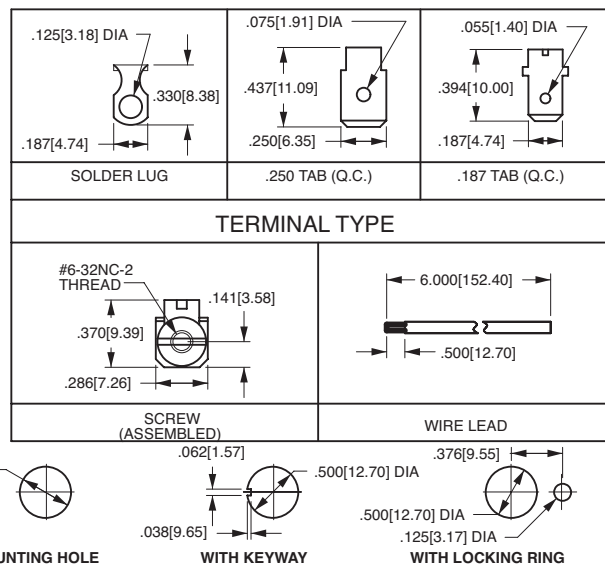 .125[3.18] DIA
.330[8.38]
.187[4.74]
SOLDER LUG
.075[1.91] DIA
.437[11.09]
.250[6.35]
.250 TAB (Q.C.)
.055[1.40] DIA
.394[10.00]
.187[4.74]
.187 TAB (Q.C.)
TERMINAL TYPE
#6-32NC-2
THREAD
.141[3.58]
.370[9.39]
.286[7.26]
SCREW
(ASSEMBLED)
6.000[152.40]
.500[12.70]
WIRE LEAD
UNTING HOLE
.062[1.57]
.500[12.70] DIA
.038[9.65]
WITH KEYWAY
.376[9.55]
.500[12.70] DIA
.125[3.17] DIA
WITH LOCKING RING